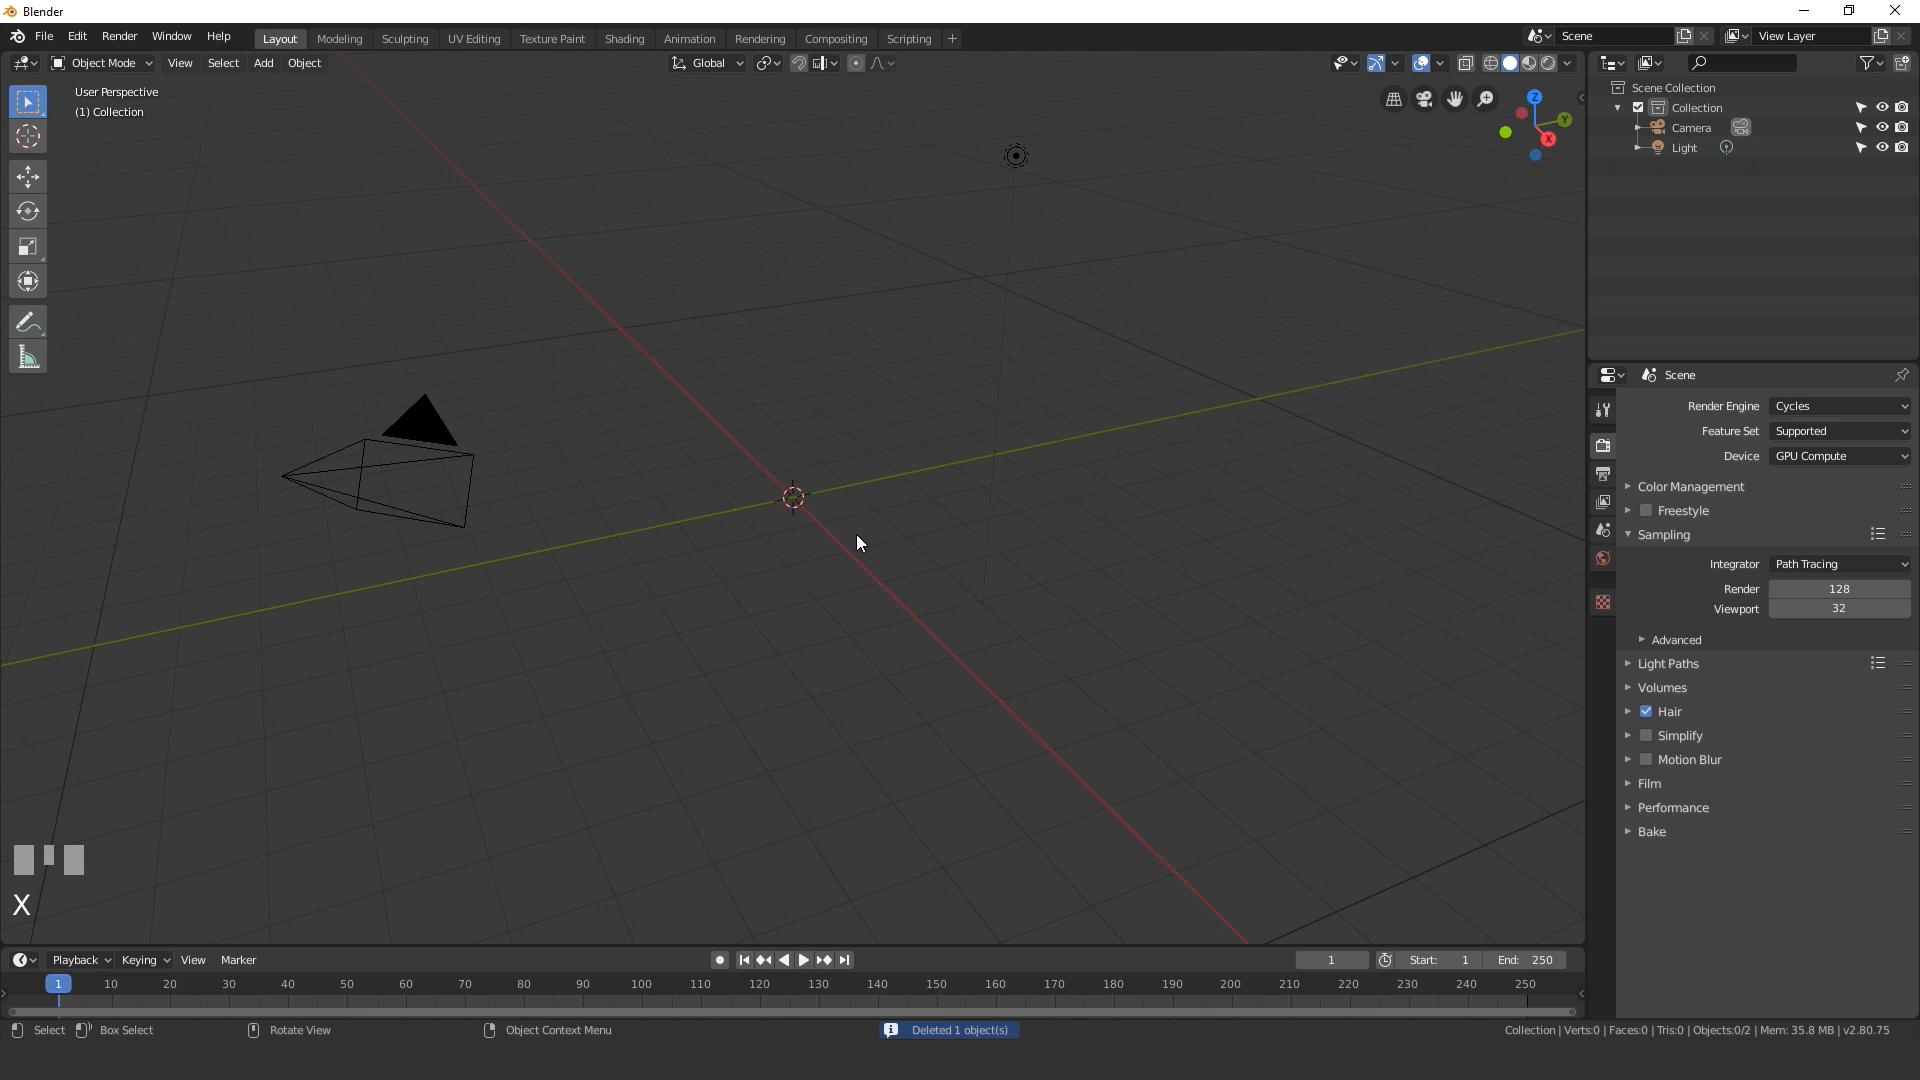 Blender
File Edit Render Window Help Layout Modeling Sculpting UV Editing Texture Paint Shading Animation Rendering Compositing Scripting + Scene View Layer
Object Mode View Select Add Object Global
User Perspective
(1) Collection
Z
Y
X
Scene Collection
Collection
Camera
Light
Scene
Render Engine Cycles
Feature Set Supported
Device GPU Compute
Color Management
Freestyle
Sampling
Integrator Path Tracing
Render 128
Viewport 32
Advanced
Light Paths
Volumes
Hair
Simplify
Motion Blur
Film
Performance
Bake
X
Playback Keying View Marker 1 Start: 1 End: 250
1 10 20 30 40 50 60 70 80 90 100 110 120 130 140 150 160 170 180 190 200 210 220 230 240 250
Select Box Select Rotate View Object Context Menu Deleted 1 object(s) Collection | Verts:0 | Faces:0 | Tris:0 | Objects:0/2 | Mem: 35.8 MB | v2.80.75